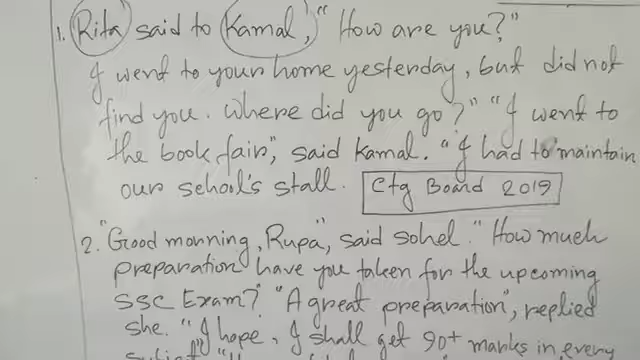 1. Rita said to Kamal, "How are you?"
I went to your home yesterday, but did not
find you. Where did you go?" "I went to
the book fair", said Kamal. "I had to maintain
our school's stall. Ctg Board 2019
2. "Good morning, Rupa", said Sohel. "How much
preparation have you taken for the upcoming
SSC Exam?" "A great preparation", replied
she. "I hope, I shall get 90+ marks in every